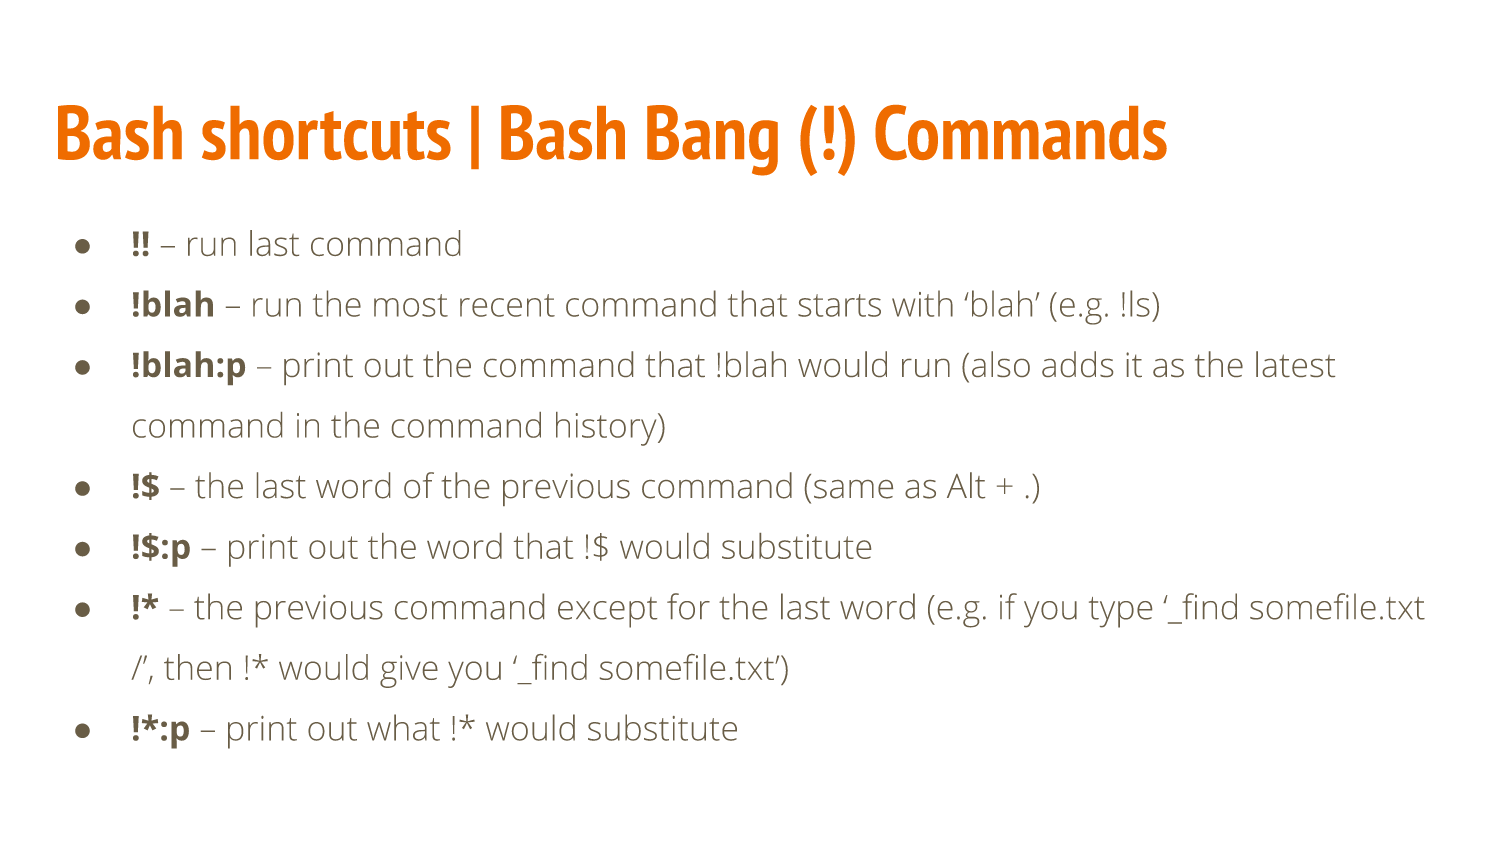 Bash shortcuts | Bash Bang (!) Commands
● !! – run last command
● !blah – run the most recent command that starts with ‘blah’ (e.g. !ls)
● !blah:p – print out the command that !blah would run (also adds it as the latest
command in the command history)
● !$ – the last word of the previous command (same as Alt + .)
● !$:p – print out the word that !$ would substitute
● !* – the previous command except for the last word (e.g. if you type ‘_find somefile.txt
/’, then !* would give you ‘_find somefile.txt’)
● !*:p – print out what !* would substitute